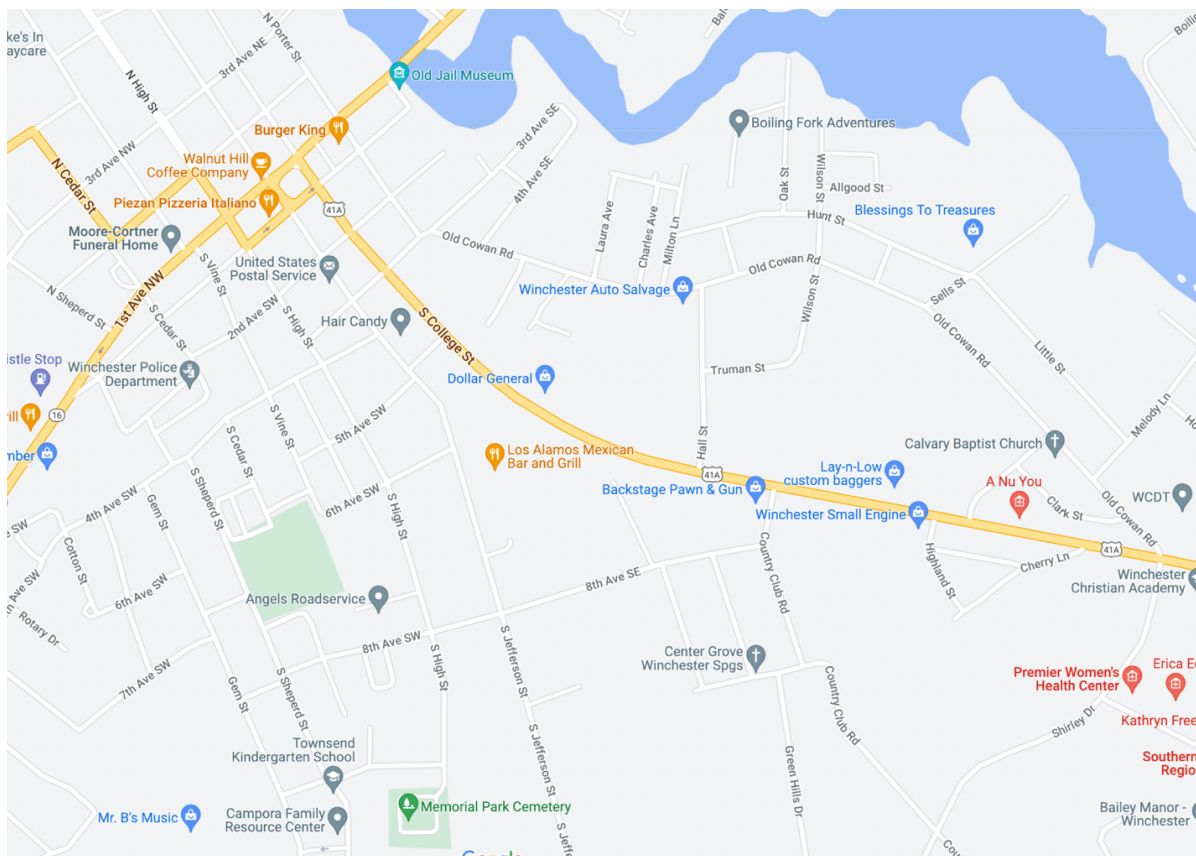 ke's In
aycare
N Porter St
3rd Ave NE
N High St
Old Jail Museum
Burger King
3rd Ave SE
Boiling Fork Adventures
3rd Ave NW
Walnut Hill
Coffee Company
4th Ave SE
Wilson St
N Cedar St
Oak St
Allgood St
Piezan Pizzeria Italiano
41A
Laura Ave
Charles Ave
Milton Ln
Hunt St
Blessings To Treasures
Moore-Cortner
Funeral Home
Old Cowan Rd
United States
Postal Service
S Vine St
Old Cowan Rd
Winchester Auto Salvage
N Sheperd St
1st Ave NW
S Cedar St
2nd Ave SW
S High St
Hair Candy
S College St
Wilson St
Sells St
Old Cowan Rd
istle Stop
Winchester Police
Department
Dollar General
Truman St
Little St
16
ill
S Vine St
5th Ave SW
Melody Ln
S Cedar St
Hall St
Calvary Baptist Church
mber
Los Alamos Mexican
Bar and Grill
41A
Lay-n-Low
custom baggers
A Nu You
Backstage Pawn & Gun
WCDT
4th Ave SW
S Sheperd St
6th Ave SW
S High St
Winchester Small Engine
Clark St
Old Cowan Rd
Gem St
Cotton St
Country Club Rd
Highland St
41A
Cherry Ln
8th Ave SE
Winchester
Christian Academy
6th Ave SW
Angels Roadservice
Rotary Dr
8th Ave SW
S Jefferson St
Center Grove
Winchester Spgs
7th Ave SW
S High St
Gem St
S Sheperd St
Country Club Rd
Premier Women's
Health Center
Shirley Dr
Kathryn Free
Townsend
Kindergarten School
S Jefferson St
Green Hills Dr
Southern
Regio
Mr. B's Music
Campora Family
Resource Center
Memorial Park Cemetery
Bailey Manor -
Winchester